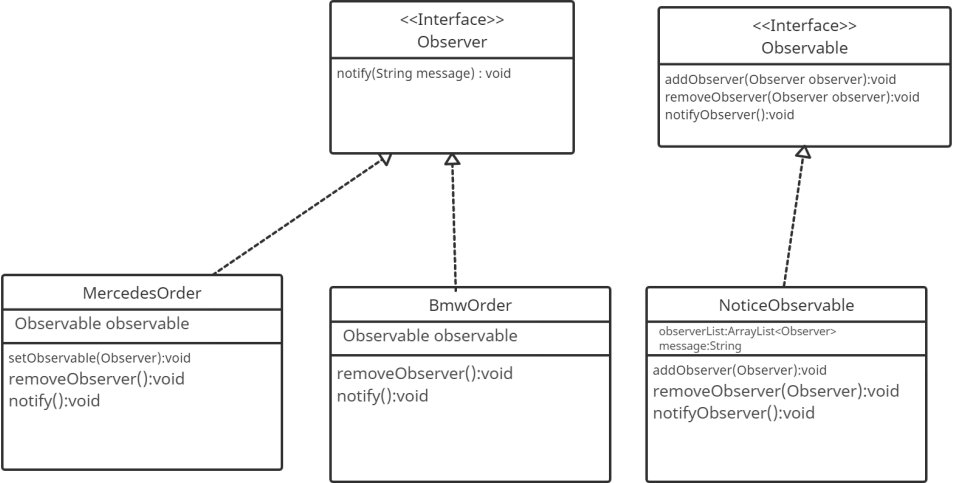 <<Interface>>
Observer
notify(String message) : void
<<Interface>>
Observable
addObserver(Observer observer):void
removeObserver(Observer observer):void
notifyObserver():void
MercedesOrder
Observable observable
setObservable(Observer):void
removeObserver():void
notify():void
BmwOrder
Observable observable
removeObserver():void
notify():void
NoticeObservable
observerList:ArrayList<Observer>
message:String
addObserver(Observer):void
removeObserver(Observer):void
notifyObserver():void